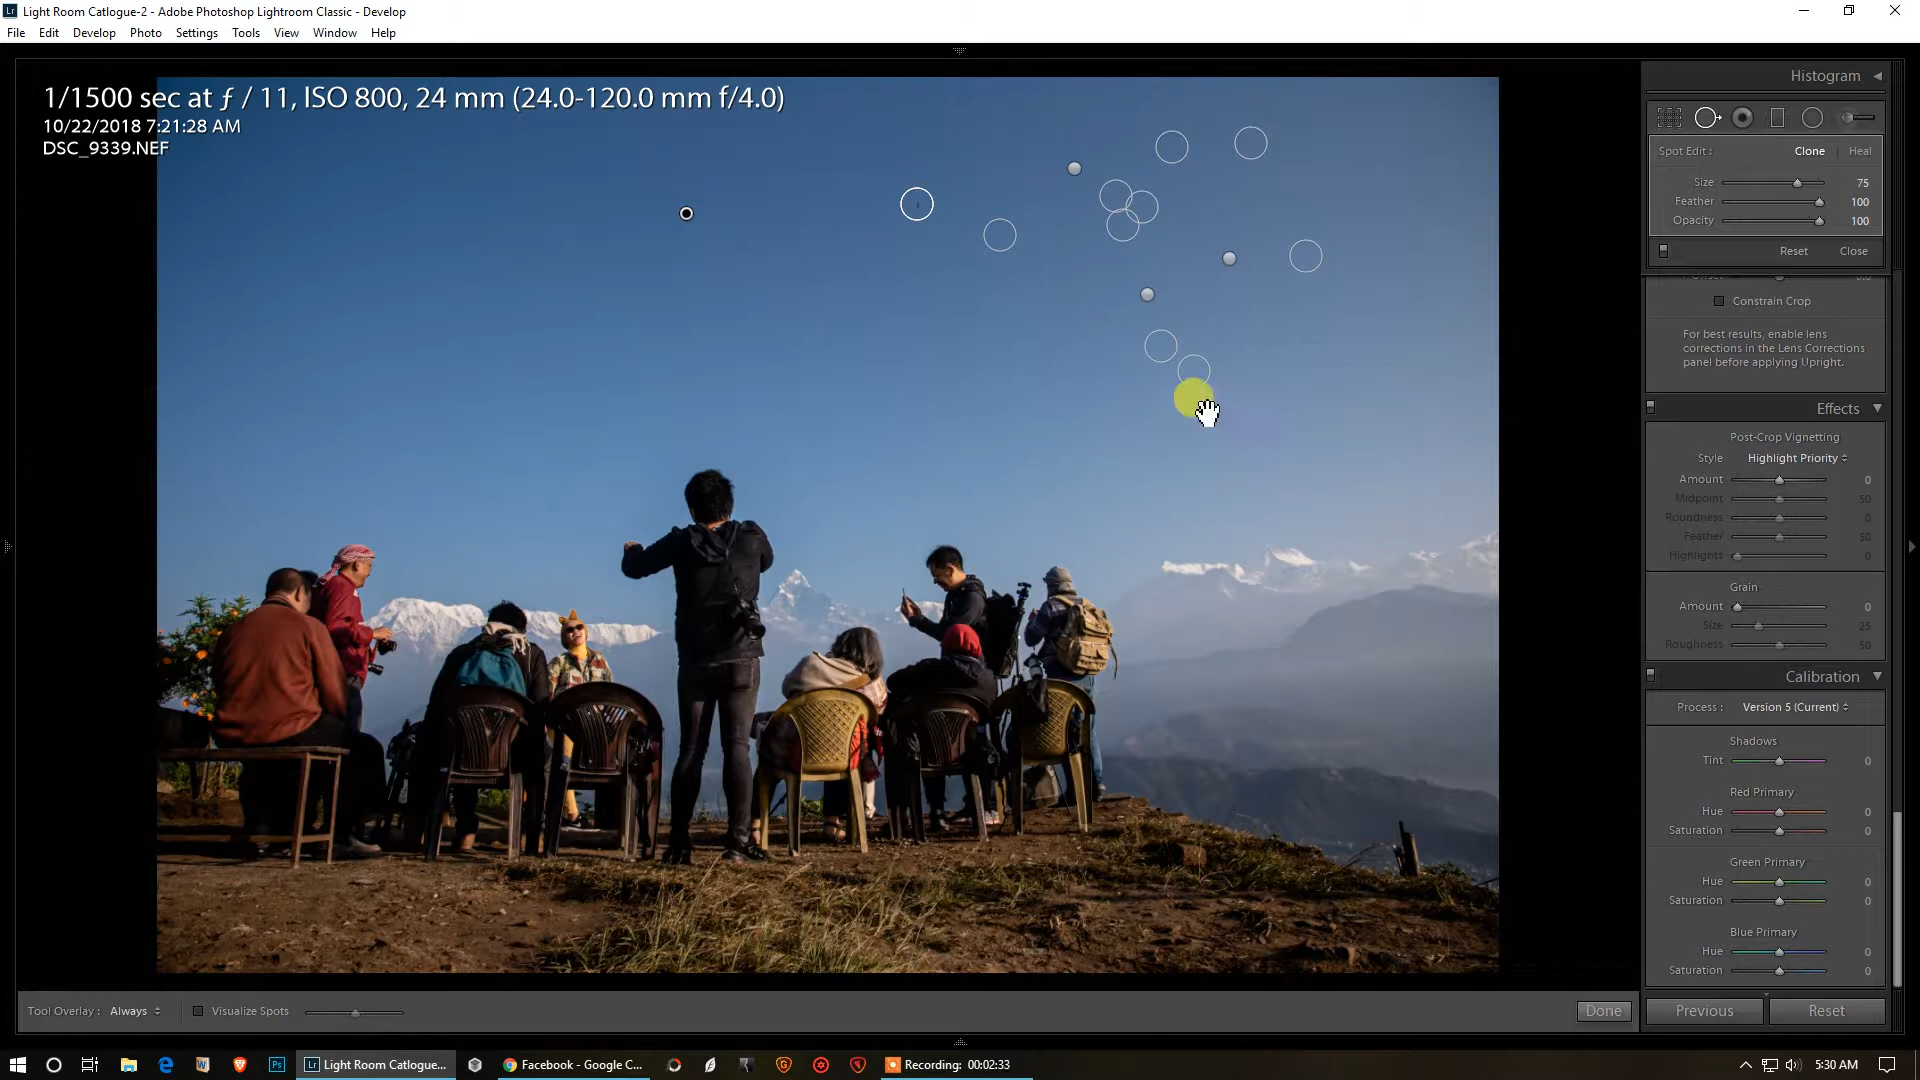 Light Room Catlogue-2 - Adobe Photoshop Lightroom Classic - Develop
File Edit Develop Photo Settings Tools View Window Help
1/1500 sec at ƒ / 11, ISO 800, 24 mm (24.0-120.0 mm f/4.0)
10/22/2018 7:21:28 AM
DSC_9339.NEF
Histogram
Spot Edit : Clone Heal
Size 75
Feather 100
Opacity 100
Reset Close
Constrain Crop
For best results, enable lens
corrections in the Lens Corrections
panel before applying Upright.
Effects
Post-Crop Vignetting
Style Highlight Priority
Amount 0
Midpoint 50
Roundness 0
Feather 50
Highlights 0
Grain
Amount 0
Size 25
Roughness 50
Calibration
Process : Version 5 (Current)
Shadows
Tint 0
Red Primary
Hue 0
Saturation 0
Green Primary
Hue 0
Saturation 0
Blue Primary
Hue 0
Saturation 0
Tool Overlay : Always Visualize Spots Done Previous Reset
Light Room Catlogue... Facebook - Google C... Recording: 00:02:33 5:30 AM